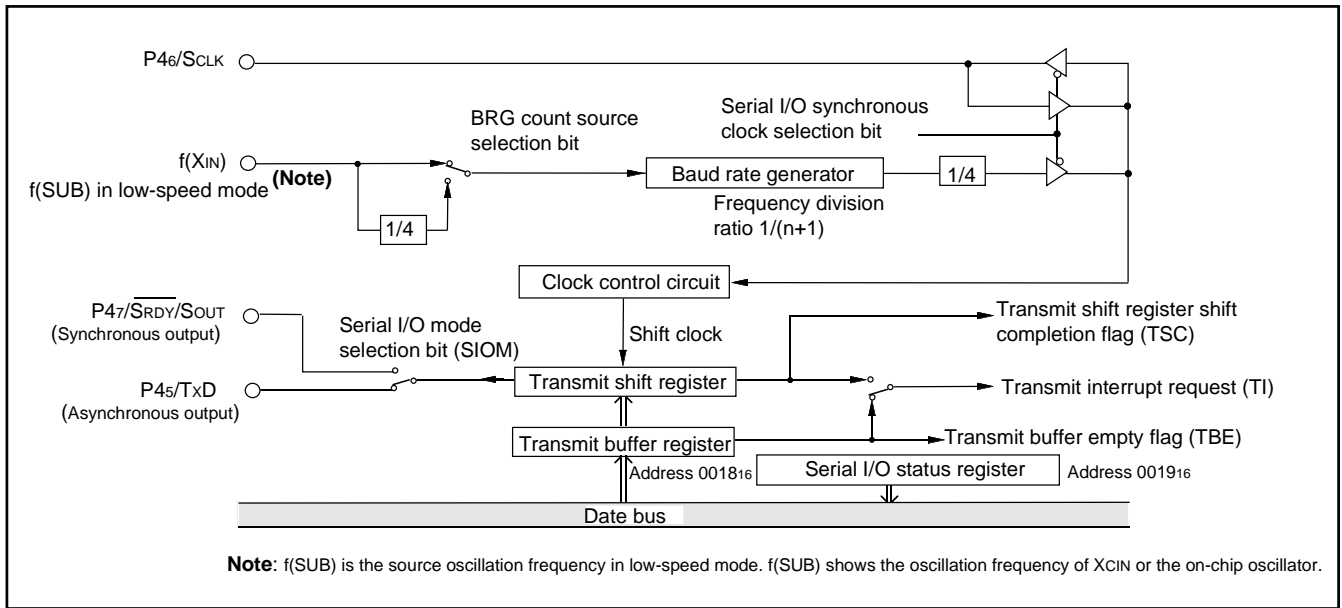 P46/SCLK
BRG count source
selection bit
Serial I/O synchronous
clock selection bit
f(XIN)
f(SUB) in low-speed mode (Note)
Baud rate generator
1/4
Frequency division
ratio 1/(n+1)
1/4
Clock control circuit
P47/SRDY/SOUT
(Synchronous output)
Serial I/O mode
selection bit (SIOM)
Shift clock
Transmit shift register shift
completion flag (TSC)
Transmit shift register
P45/TXD
(Asynchronous output)
Transmit interrupt request (TI)
Transmit buffer register
Transmit buffer empty flag (TBE)
Address 001816
Serial I/O status register
Address 001916
Date bus
Note: f(SUB) is the source oscillation frequency in low-speed mode. f(SUB) shows the oscillation frequency of XCIN or the on-chip oscillator.